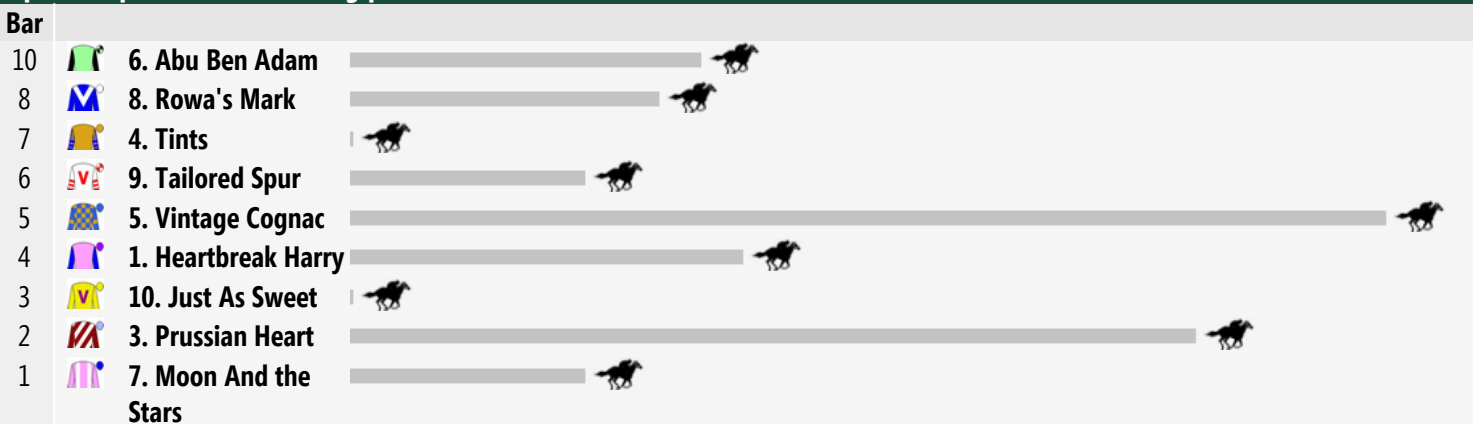 Bar
10 6. Abu Ben Adam
8 8. Rowa's Mark
7 4. Tints
6 V 9. Tailored Spur
5 5. Vintage Cognac
4 1. Heartbreak Harry
3 V 10. Just As Sweet
2 3. Prussian Heart
1 7. Moon And the
Stars